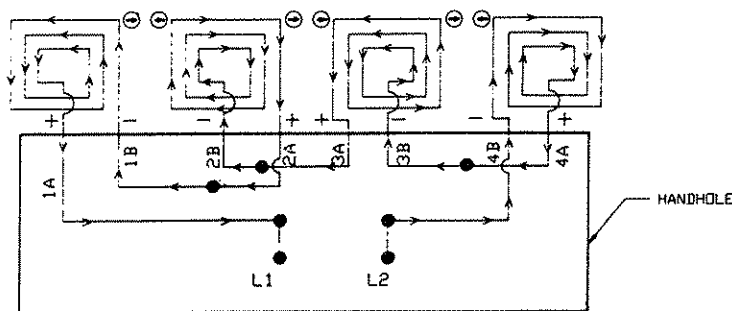 + - - + + - - +
1A 1B 2B 2A 3A 3B 4B 4A
HANDHOLE
L1 L2